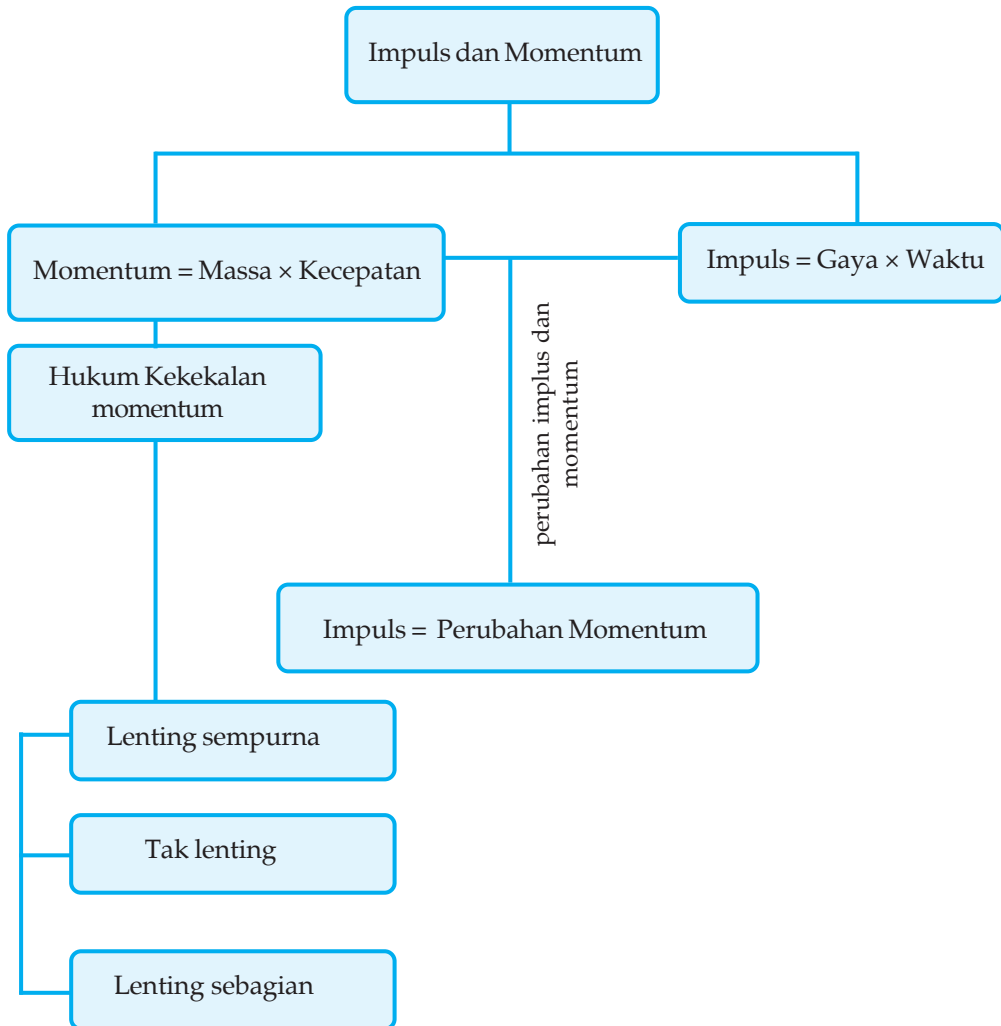 Impuls dan Momentum
Momentum = Massa × Kecepatan
Impuls = Gaya × Waktu
Hukum Kekekalan
momentum
perubahan implus dan
momentum
Impuls = Perubahan Momentum
Lenting sempurna
Tak lenting
Lenting sebagian